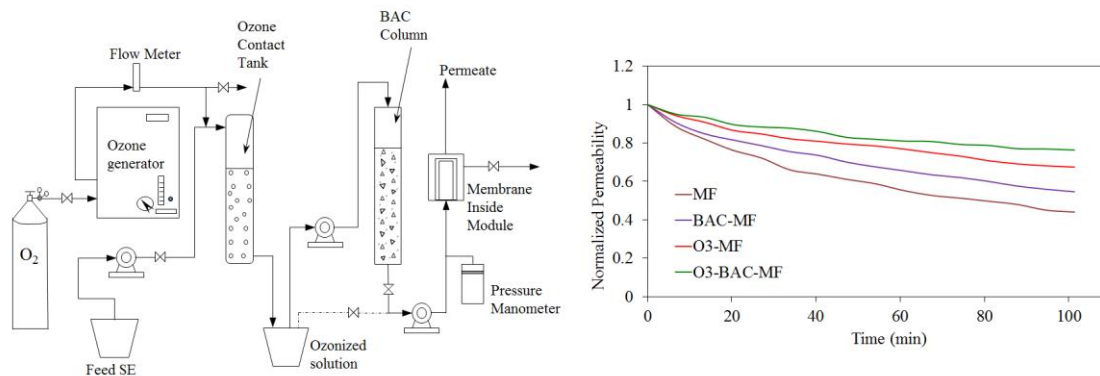 Flow Meter
Ozone
Contact
Tank
BAC
Column
Permeate
Ozone
generator
Membrane
Inside
Module
O2
Pressure
Manometer
Ozonized
solution
Feed SE
Normalized Permeability
1.2
1
0.8
0.6
0.4
0.2
0
MF
BAC-MF
O3-MF
O3-BAC-MF
0
20
40
60
80
100
Time (min)